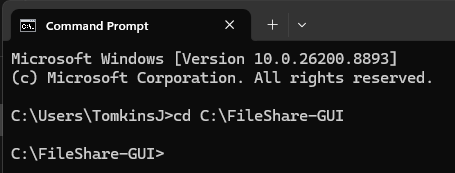 Command Prompt
Microsoft Windows [Version 10.0.26200.8893]
(c) Microsoft Corporation. All rights reserved.
C:\Users\TomkinsJ>cd C:\FileShare-GUI
C:\FileShare-GUI>